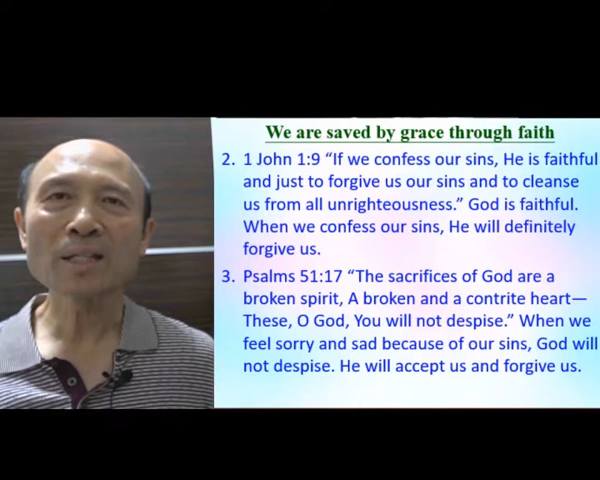 We are saved by grace through faith
2. 1 John 1:9 “If we confess our sins, He is faithful
and just to forgive us our sins and to cleanse
us from all unrighteousness.” God is faithful.
When we confess our sins, He will definitely
forgive us.
3. Psalms 51:17 “The sacrifices of God are a
broken spirit, A broken and a contrite heart—
These, O God, You will not despise.” When we
feel sorry and sad because of our sins, God will
not despise. He will accept us and forgive us.